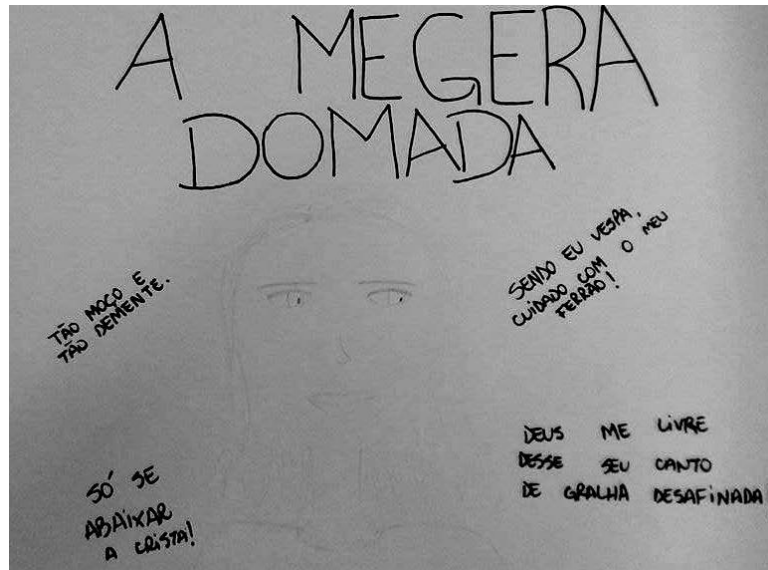 A MEGERA
DOMADA
TÃO MOÇO E
TÃO DEMENTE.
SENDO EU VESPA,
CUIDADO COM O MEU
FERRÃO!
SÓ SE
ABAIXAR
A CRISTA!
DEUS ME LIVRE
DESSE SEU CANTO
DE GRALHA DESAFINADA!